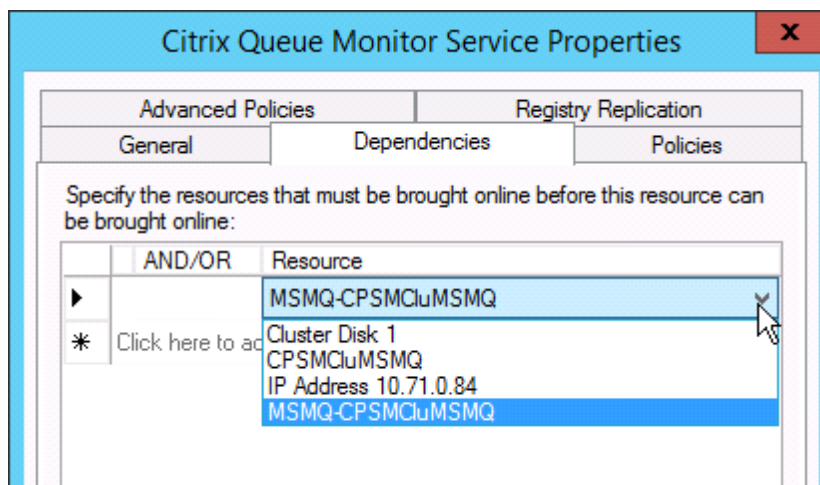 Citrix Queue Monitor Service Properties
x
Advanced Policies Registry Replication
General Dependencies Policies
Specify the resources that must be brought online before this resource can
be brought online:
AND/OR Resource
MSMQ-CPSMCluMSMQ
Click here to ad
Cluster Disk 1
CPSMCluMSMQ
IP Address 10.71.0.84
MSMQ-CPSMCluMSMQ